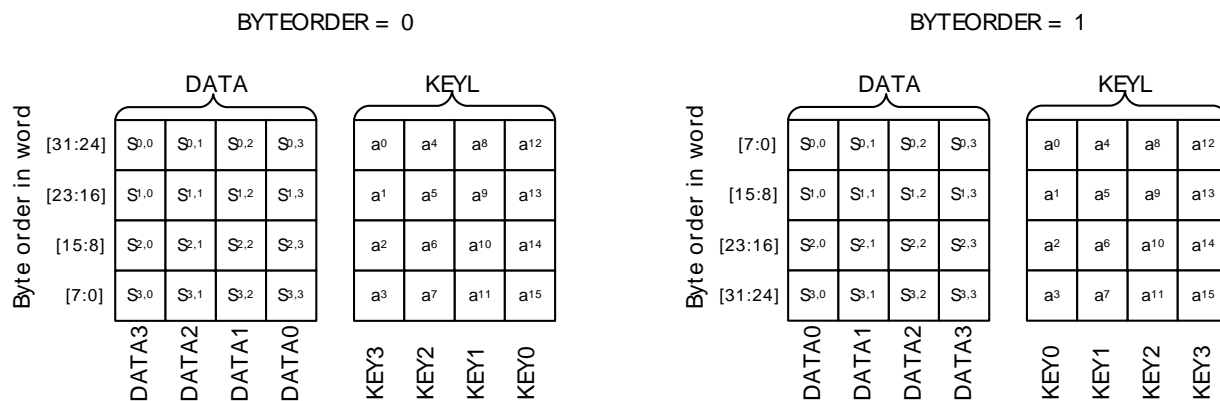 BYTEORDER = 0 BYTEORDER = 1
DATA KEYL DATA KEYL
Byte order in word Byte order in word
[31:24] S0,0 S0,1 S0,2 S0,3 a0 a4 a8 a12 [7:0] S0,0 S0,1 S0,2 S0,3 a0 a4 a8 a12
[23:16] S1,0 S1,1 S1,2 S1,3 a1 a5 a9 a13 [15:8] S1,0 S1,1 S1,2 S1,3 a1 a5 a9 a13
[15:8] S2,0 S2,1 S2,2 S2,3 a2 a6 a10 a14 [23:16] S2,0 S2,1 S2,2 S2,3 a2 a6 a10 a14
[7:0] S3,0 S3,1 S3,2 S3,3 a3 a7 a11 a15 [31:24] S3,0 S3,1 S3,2 S3,3 a3 a7 a11 a15
DATA3 DATA2 DATA1 DATA0 KEY3 KEY2 KEY1 KEY0 DATA0 DATA1 DATA2 DATA3 KEY0 KEY1 KEY2 KEY3